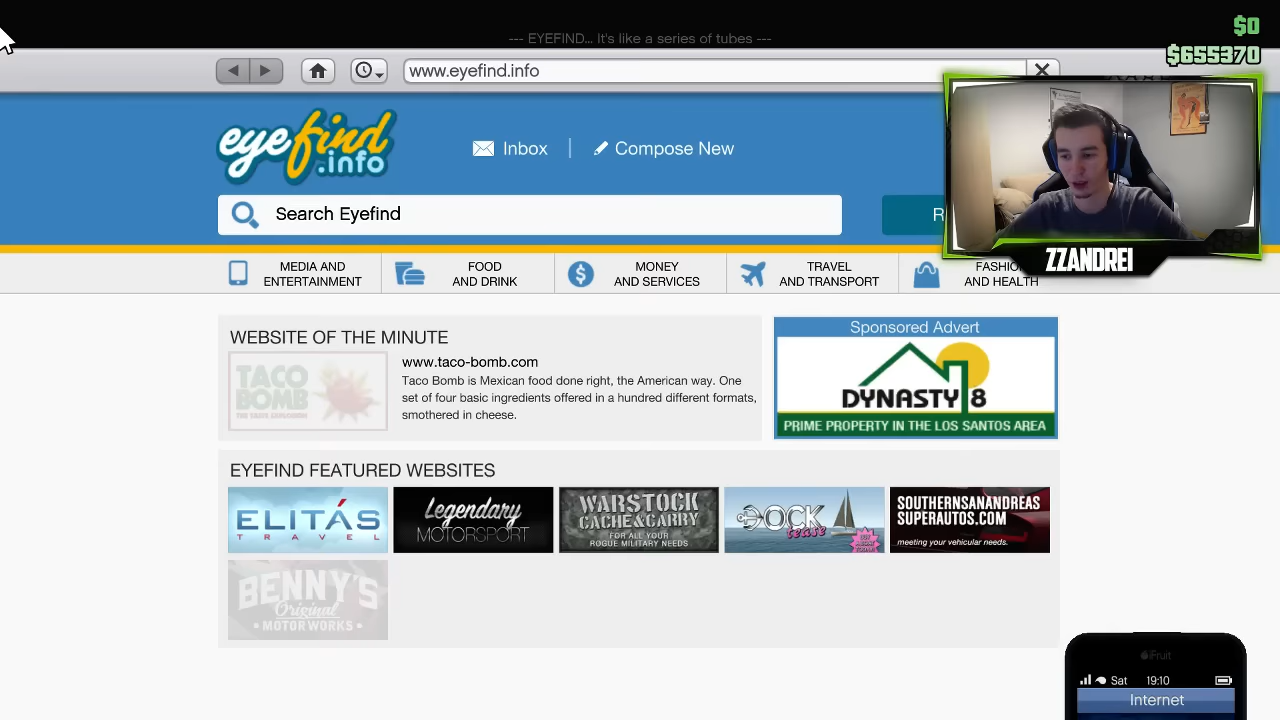 $0
--- EYEFIND... It's like a series of tubes ---
$655370
www.eyefind.info
eyefind
.info
Inbox
Compose New
Search Eyefind
R
ZZANDREI
MEDIA AND
ENTERTAINMENT
FOOD
AND DRINK
MONEY
AND SERVICES
TRAVEL
AND TRANSPORT
FASHION
AND HEALTH
WEBSITE OF THE MINUTE
TACO
BOMB
www.taco-bomb.com
Taco Bomb is Mexican food done right, the American way. One
set of four basic ingredients offered in a hundred different formats,
smothered in cheese.
Sponsored Advert
DYNASTY 8
PRIME PROPERTY IN THE LOS SANTOS AREA
EYEFIND FEATURED WEBSITES
ELITÁS
TRAVEL
Legendary
MOTORSPORT
WARSTOCK
CACHE & CARRY
FOR ALL YOUR
ROGUE MILITARY NEEDS
DOCK
tease
SOUTHERNSANANDREAS
SUPERAUTOS.COM
meeting your vehicular needs.
BENNY'S
Original
• MOTOR WORKS •
iFruit
Sat
19:10
Internet